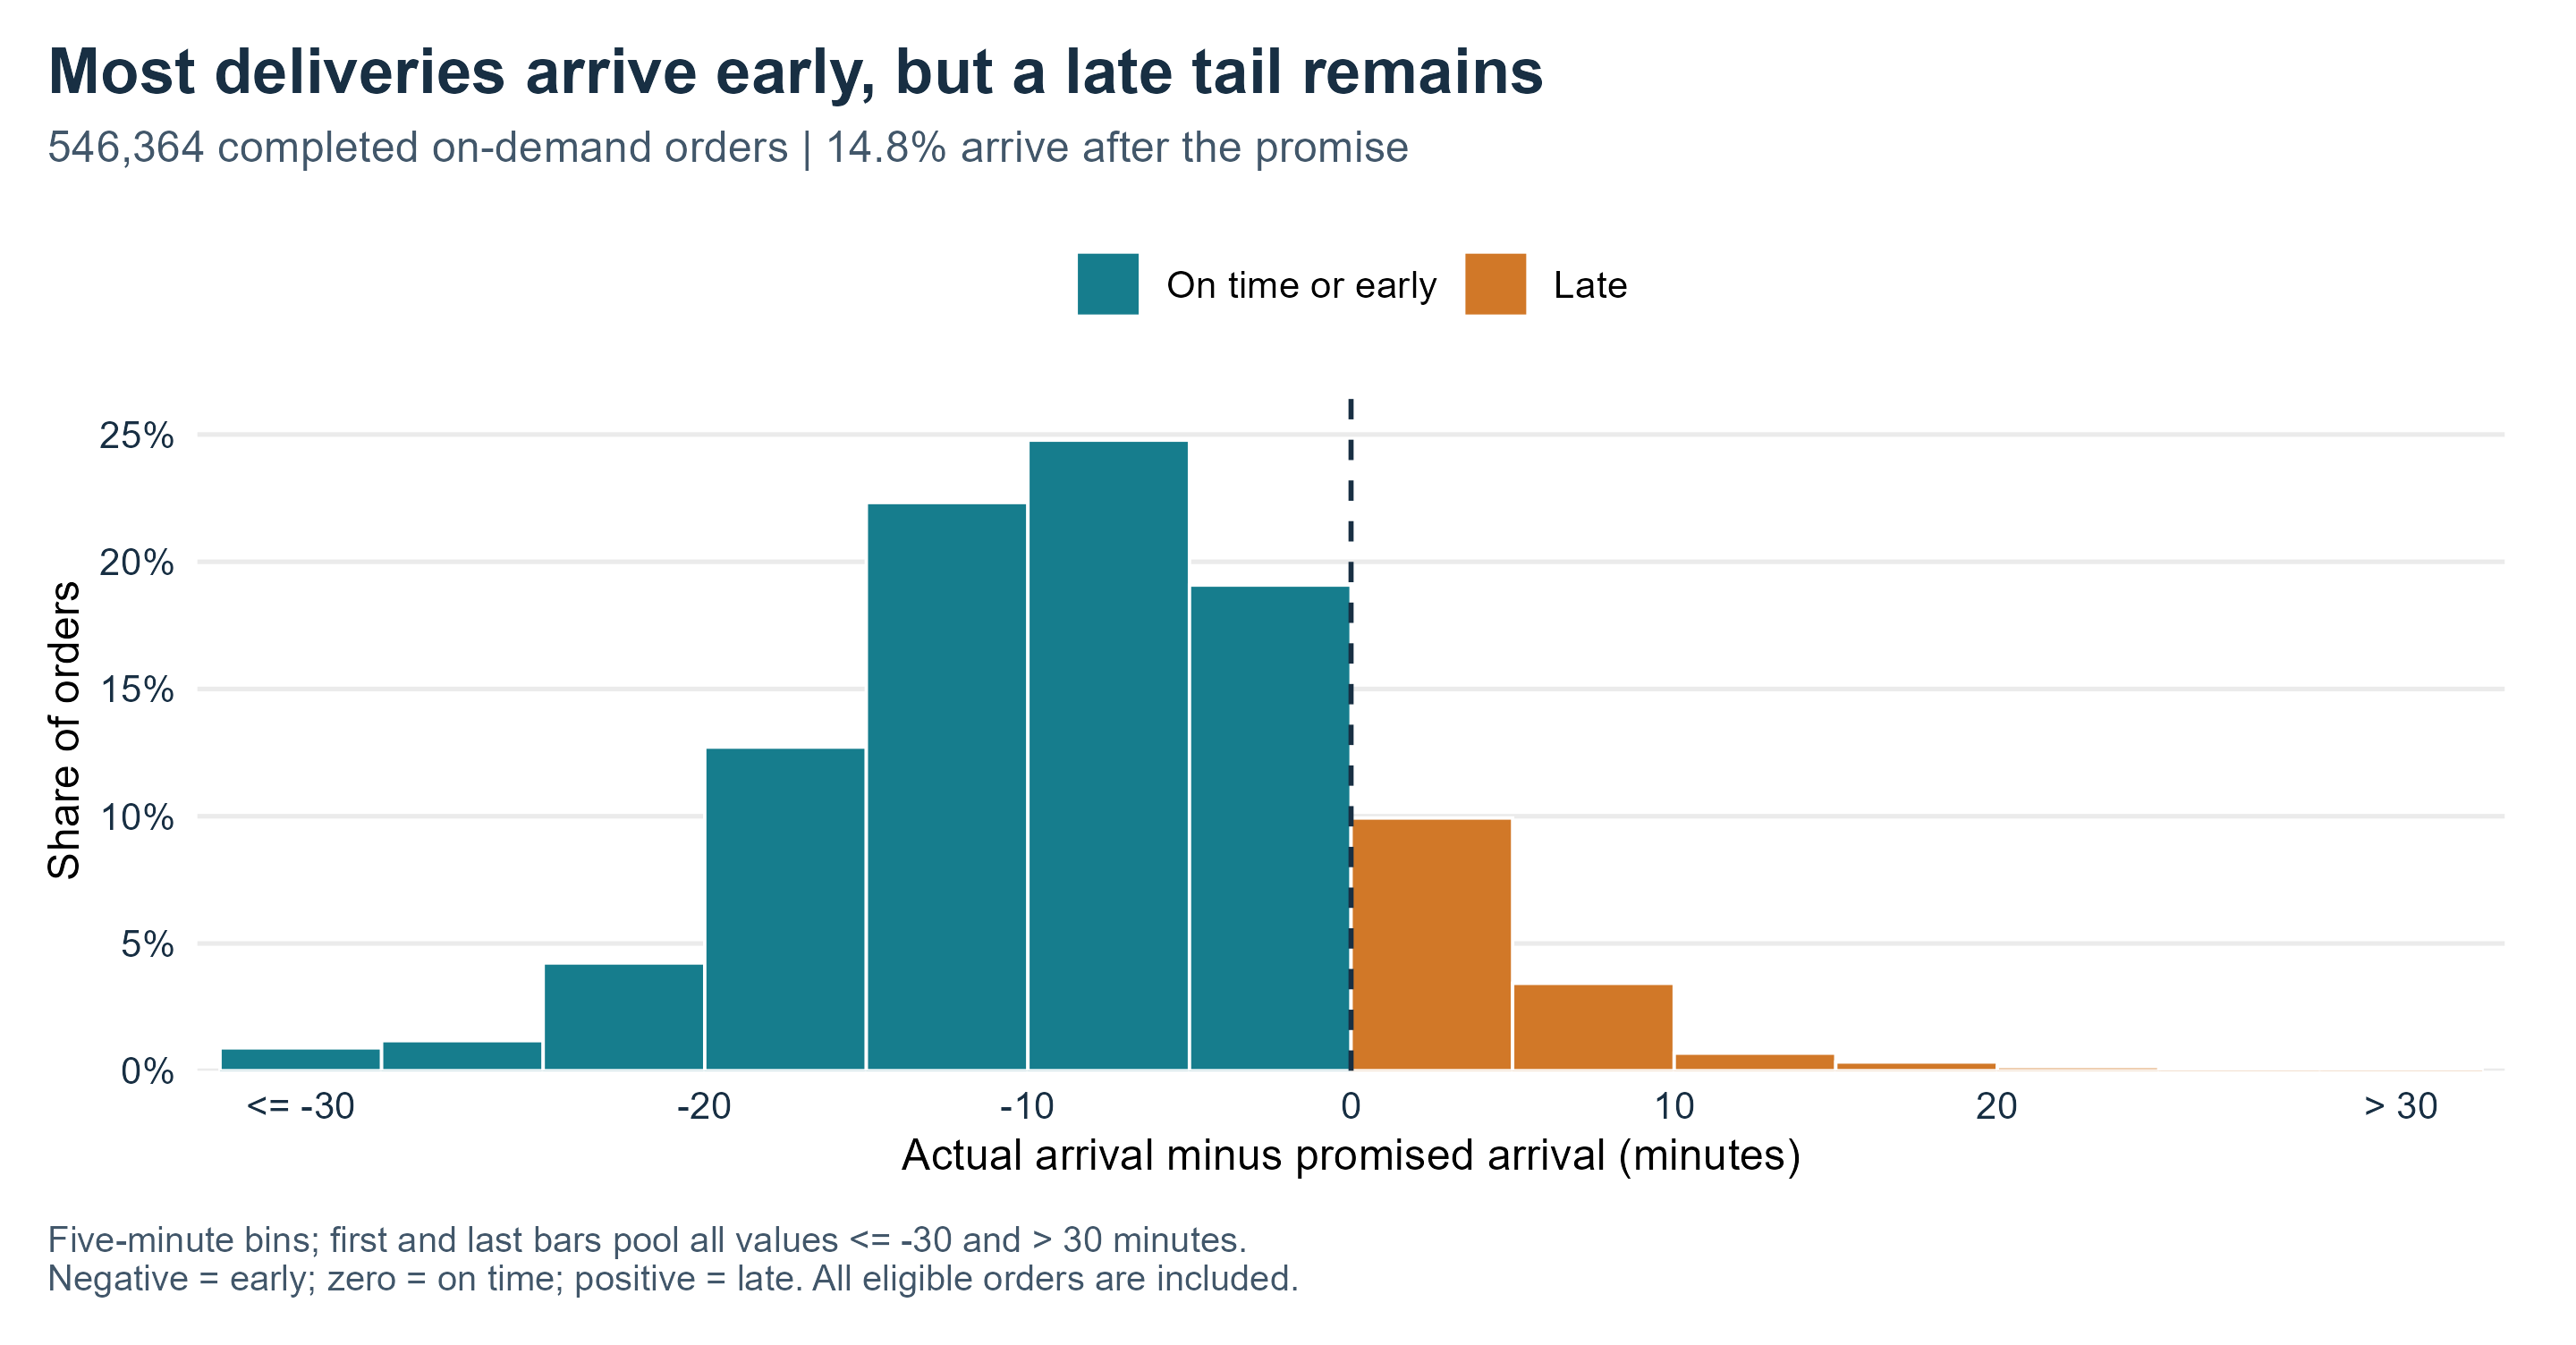 Most deliveries arrive early, but a late tail remains
546,364 completed on-demand orders | 14.8% arrive after the promise
On time or early
Late
Share of orders
25%
20%
15%
10%
5%
0%
<= -30
-20
-10
0
10
20
> 30
Actual arrival minus promised arrival (minutes)
Five-minute bins; first and last bars pool all values <= -30 and > 30 minutes.
Negative = early; zero = on time; positive = late. All eligible orders are included.